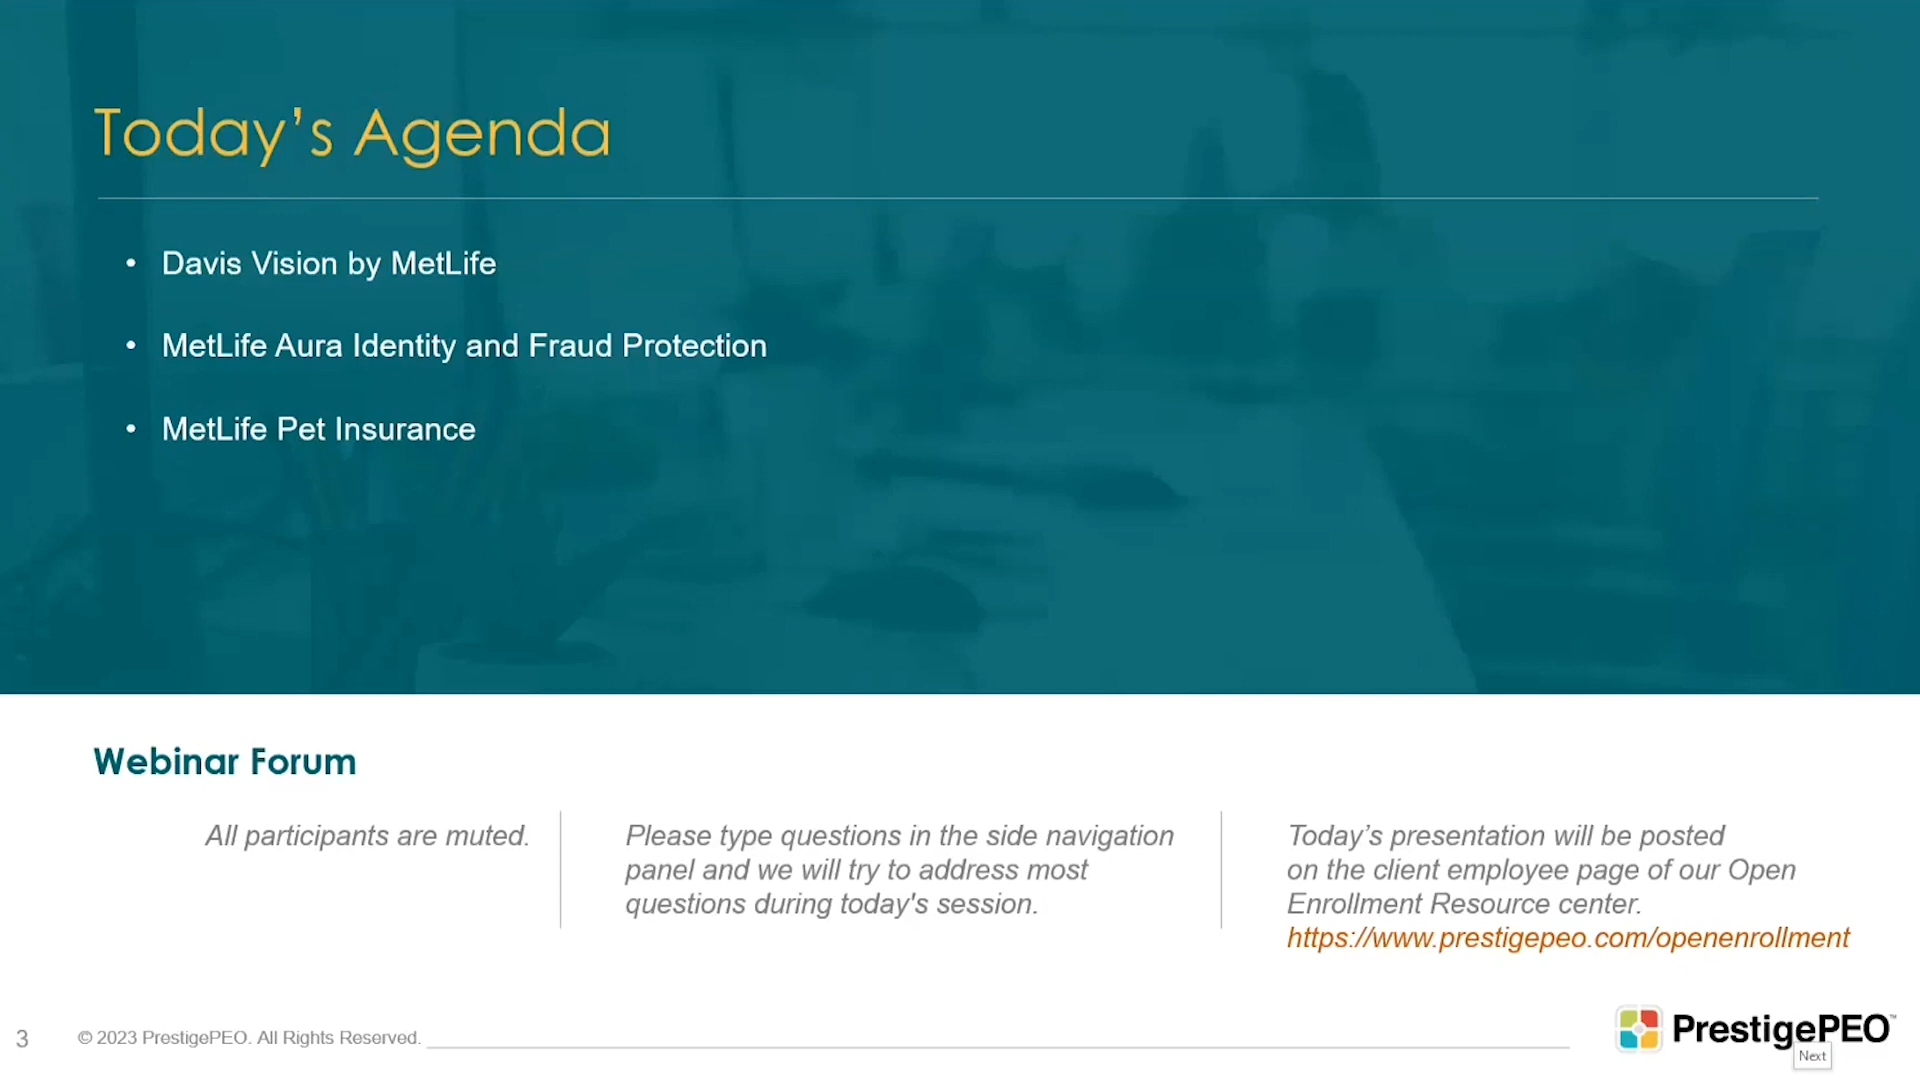 Today’s Agenda
• Davis Vision by MetLife
• MetLife Aura Identity and Fraud Protection
• MetLife Pet Insurance
Webinar Forum
All participants are muted.
Please type questions in the side navigation
panel and we will try to address most
questions during today's session.
Today’s presentation will be posted
on the client employee page of our Open
Enrollment Resource center.
https://www.prestigepeo.com/openenrollment
3
© 2023 PrestigePEO. All Rights Reserved.
PrestigePEO™
Next